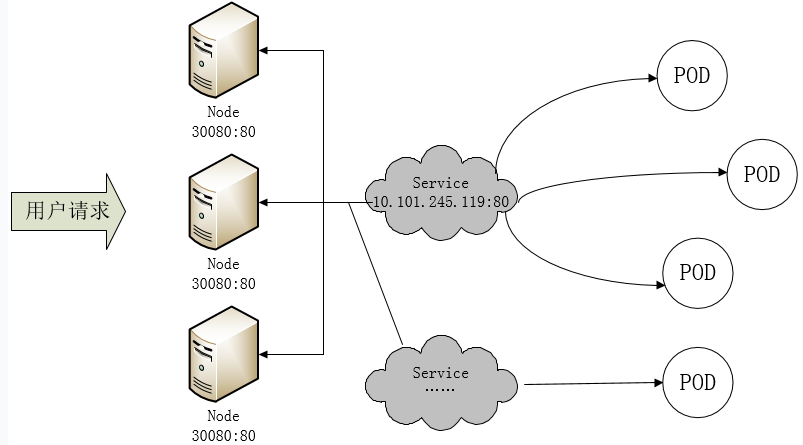 POD
Node
30080:80
用户请求
Node
30080:80
Service
10.101.245.119:80
POD
POD
Node
30080:80
Service
……
POD